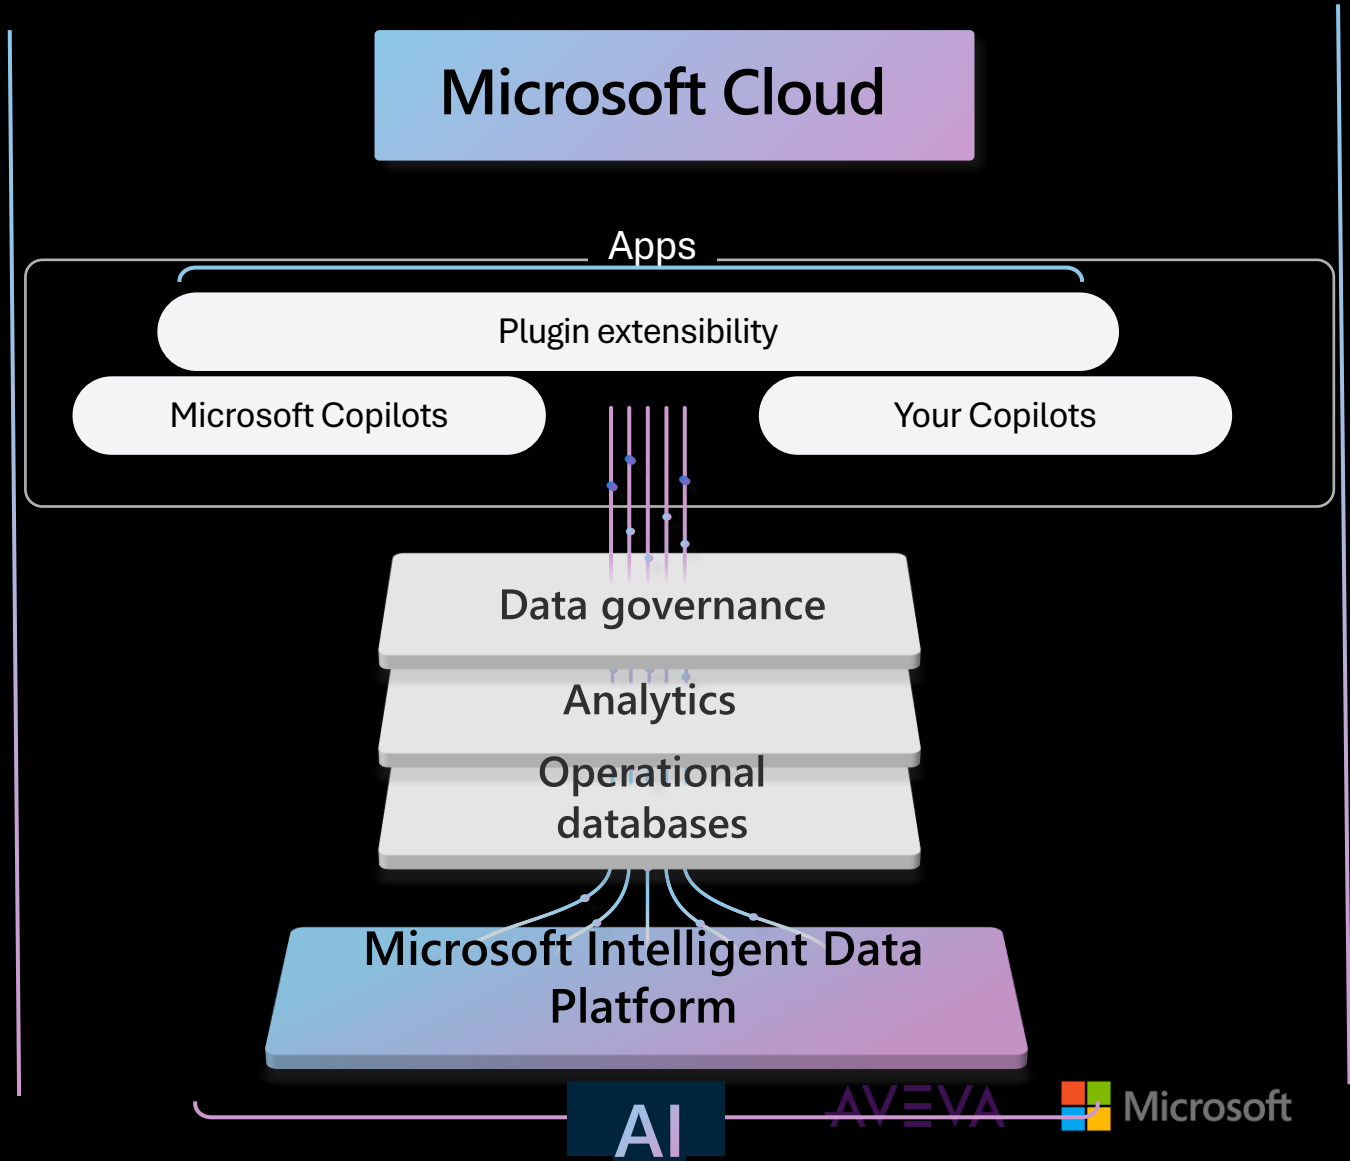 Microsoft Cloud
Apps
Plugin extensibility
Microsoft Copilots
Your Copilots
Data governance
Analytics
Operational
databases
Microsoft Intelligent Data
Platform
AI
AVEVA
Microsoft